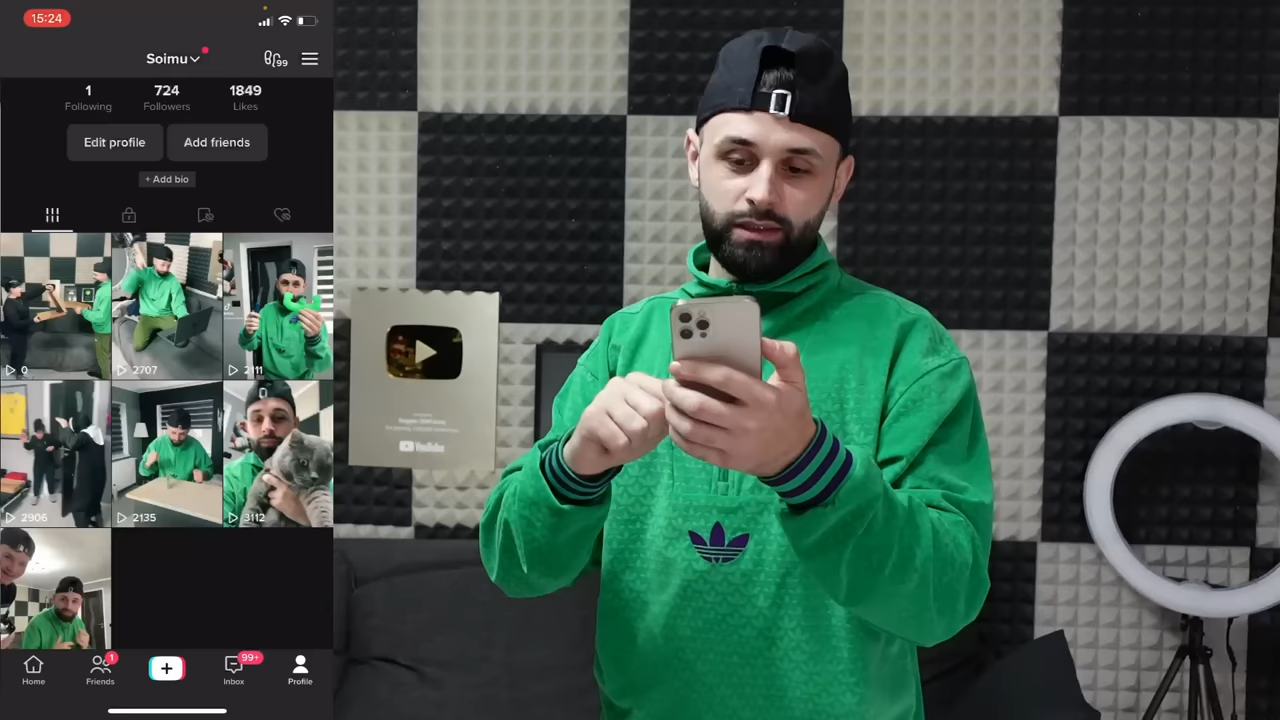 15:24
Soimu
99
1
724
1849
Following
Followers
Likes
Edit profile
Add friends
+ Add bio
0
2707
2111
2906
2135
3112
1
99+
Home
Friends
Inbox
Profile
YouTube